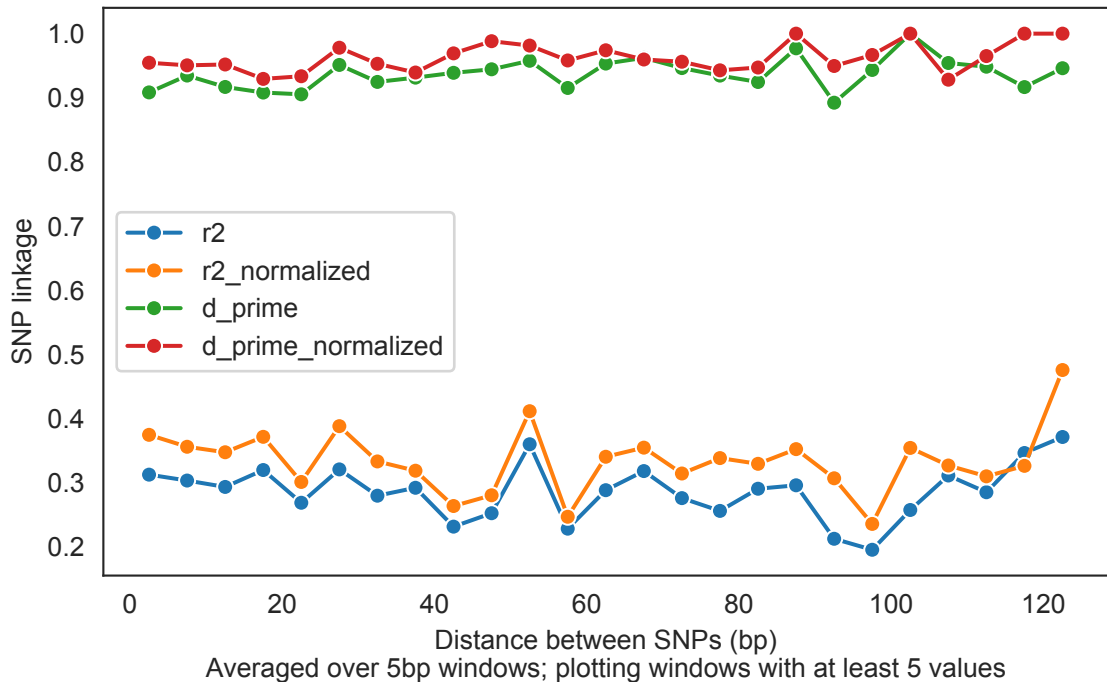 1.0
0.9
0.8
0.7
0.6
0.5
0.4
0.3
0.2
SNP linkage
r2
r2_normalized
d_prime
d_prime_normalized
0 20 40 60 80 100 120
Distance between SNPs (bp)
Averaged over 5bp windows; plotting windows with at least 5 values